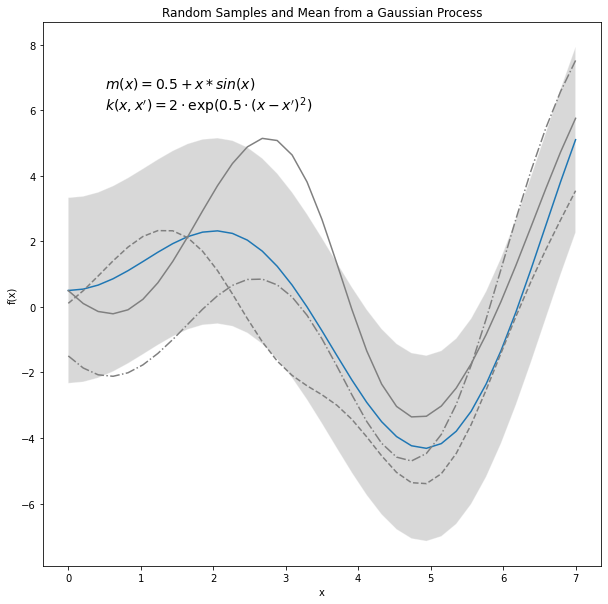 Random Samples and Mean from a Gaussian Process
m(x) = 0.5 + x * sin(x)
k(x, x′) = 2 · exp(0.5 · (x − x′)²)
8
6
4
2
0
−2
−4
−6
f(x)
0 1 2 3 4 5 6 7
x